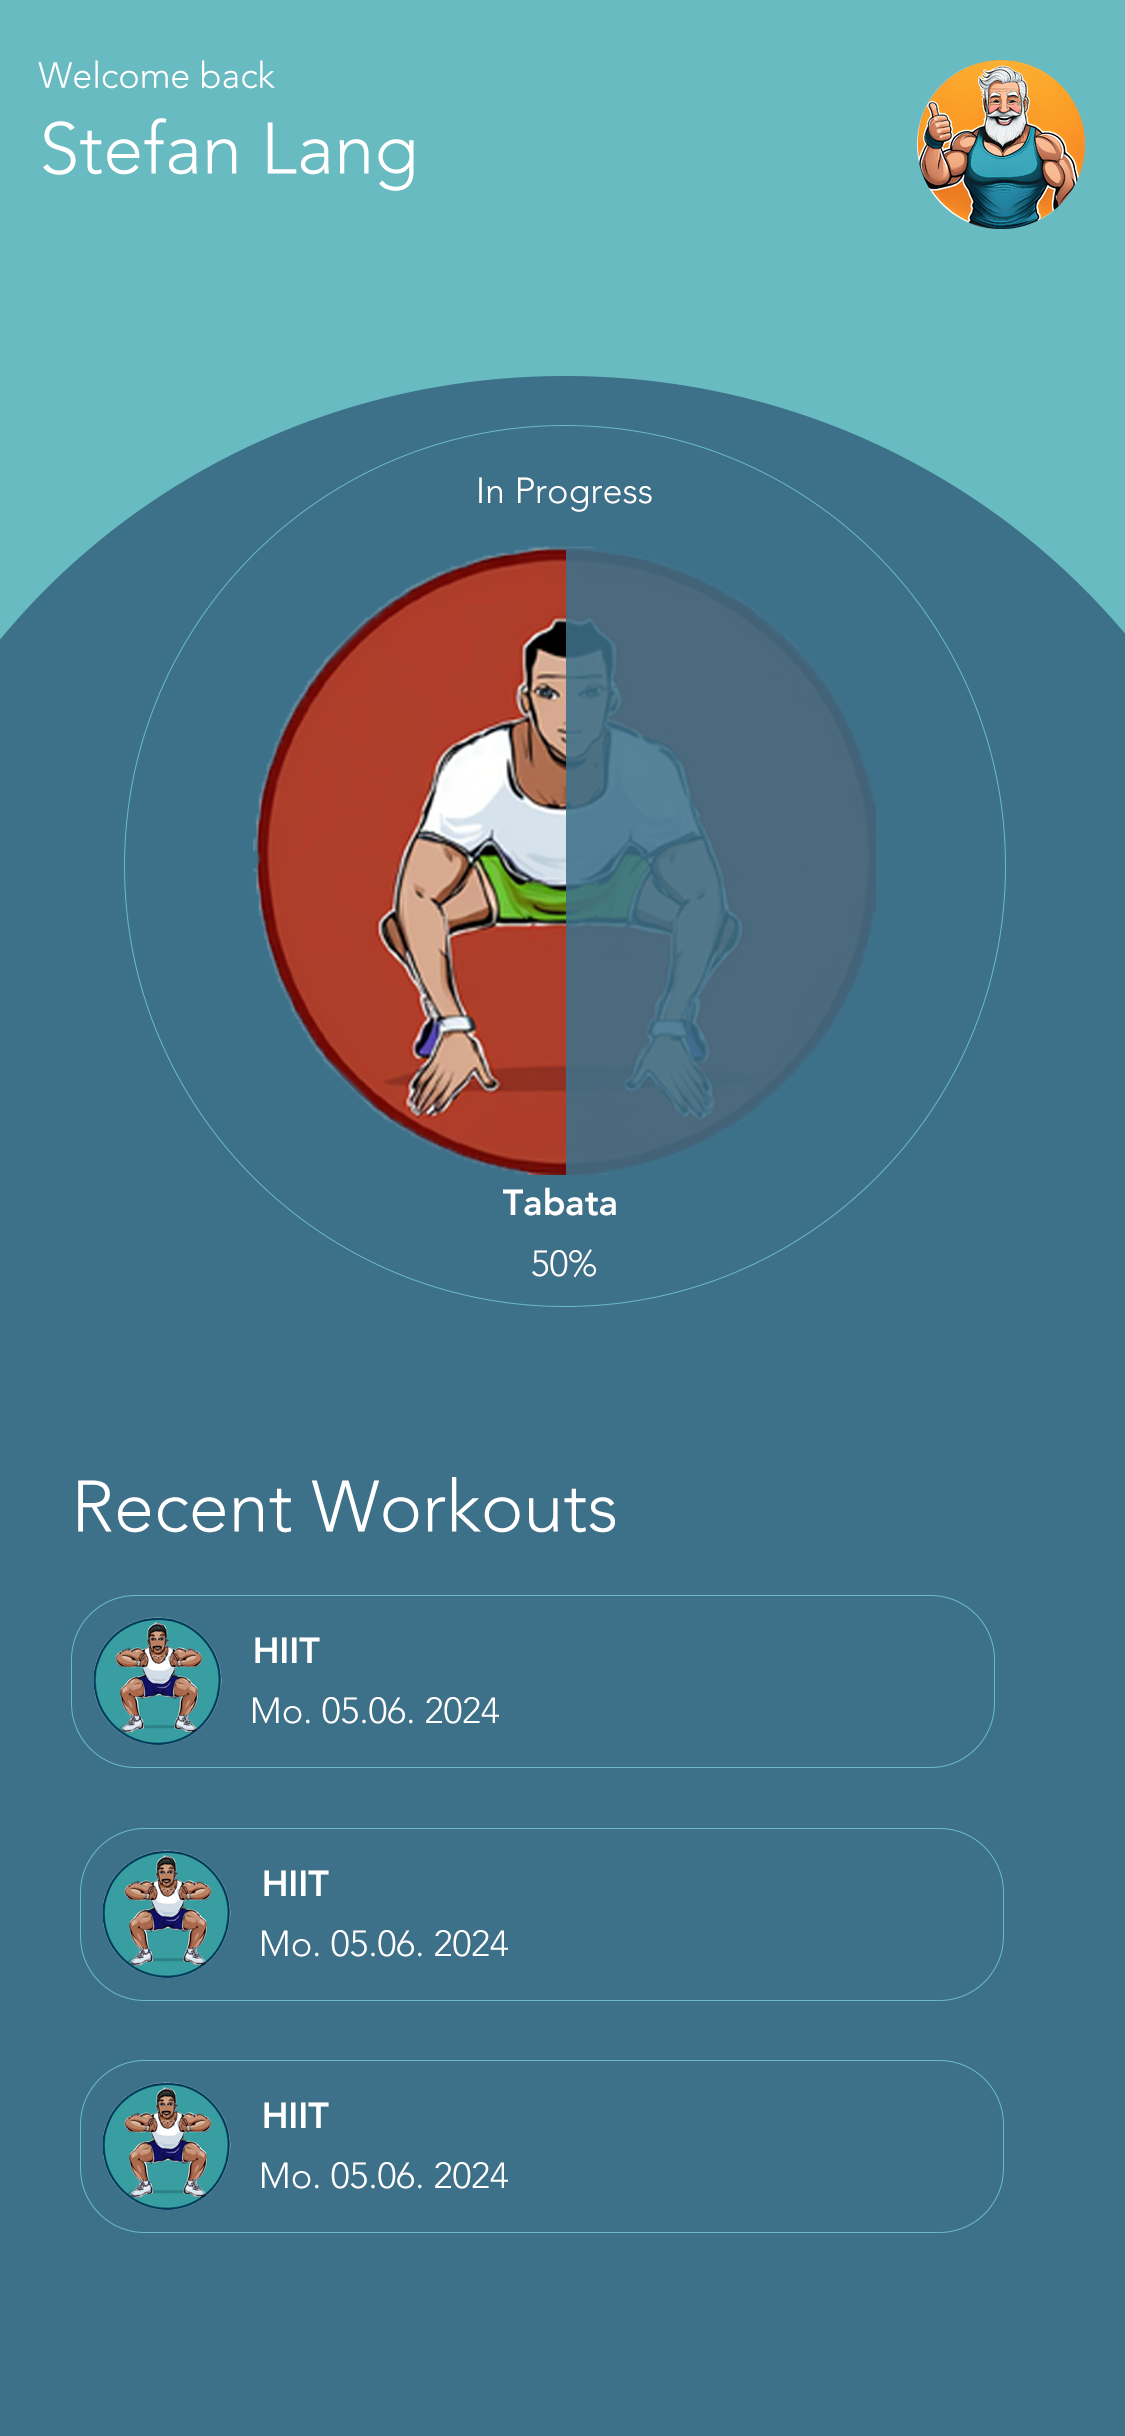 Welcome back
Stefan Lang
In Progress
Tabata
50%
Recent Workouts
HIIT
Mo. 05.06. 2024
HIIT
Mo. 05.06. 2024
HIIT
Mo. 05.06. 2024